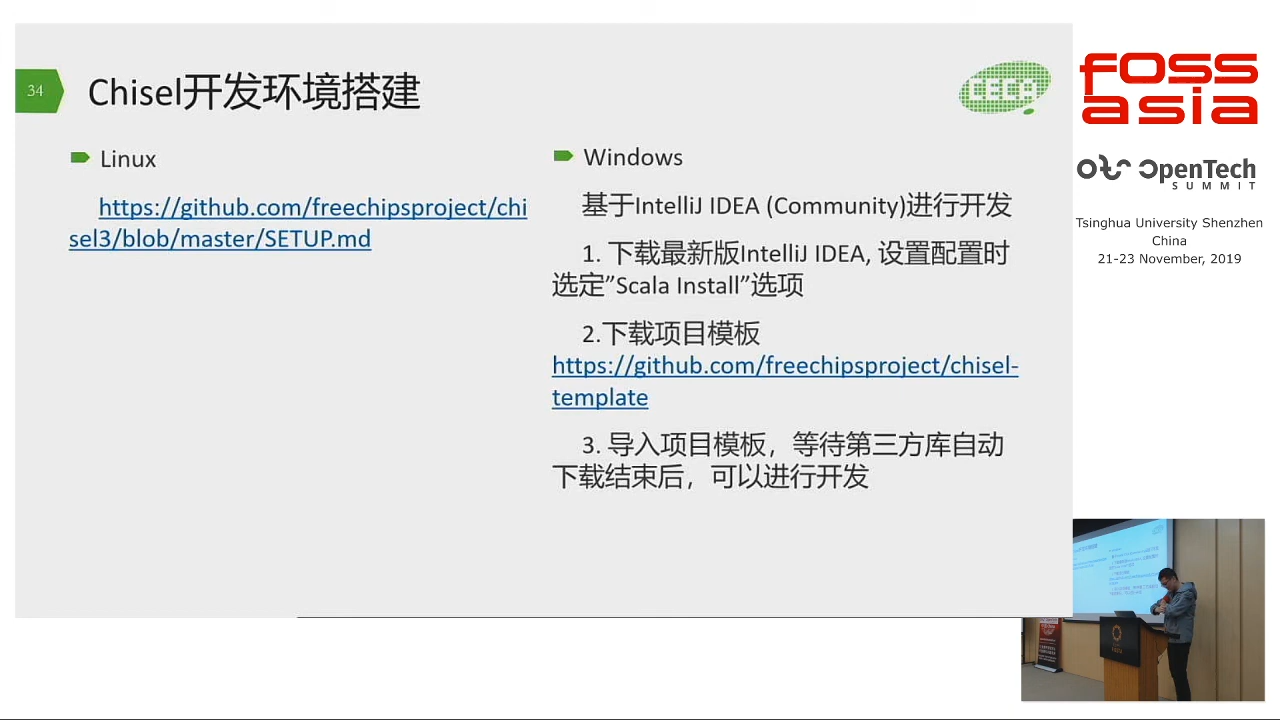 34
Chisel开发环境搭建
Linux
https://github.com/freechipsproject/chi
sel3/blob/master/SETUP.md
Windows
基于IntelliJ IDEA (Community)进行开发
1. 下载最新版IntelliJ IDEA, 设置配置时
选定”Scala Install”选项
2.下载项目模板
https://github.com/freechipsproject/chisel-
template
3. 导入项目模板，等待第三方库自动
下载结束后，可以进行开发
FOSS
asia
OpenTech
SUMMIT
Tsinghua University Shenzhen
China
21-23 November, 2019